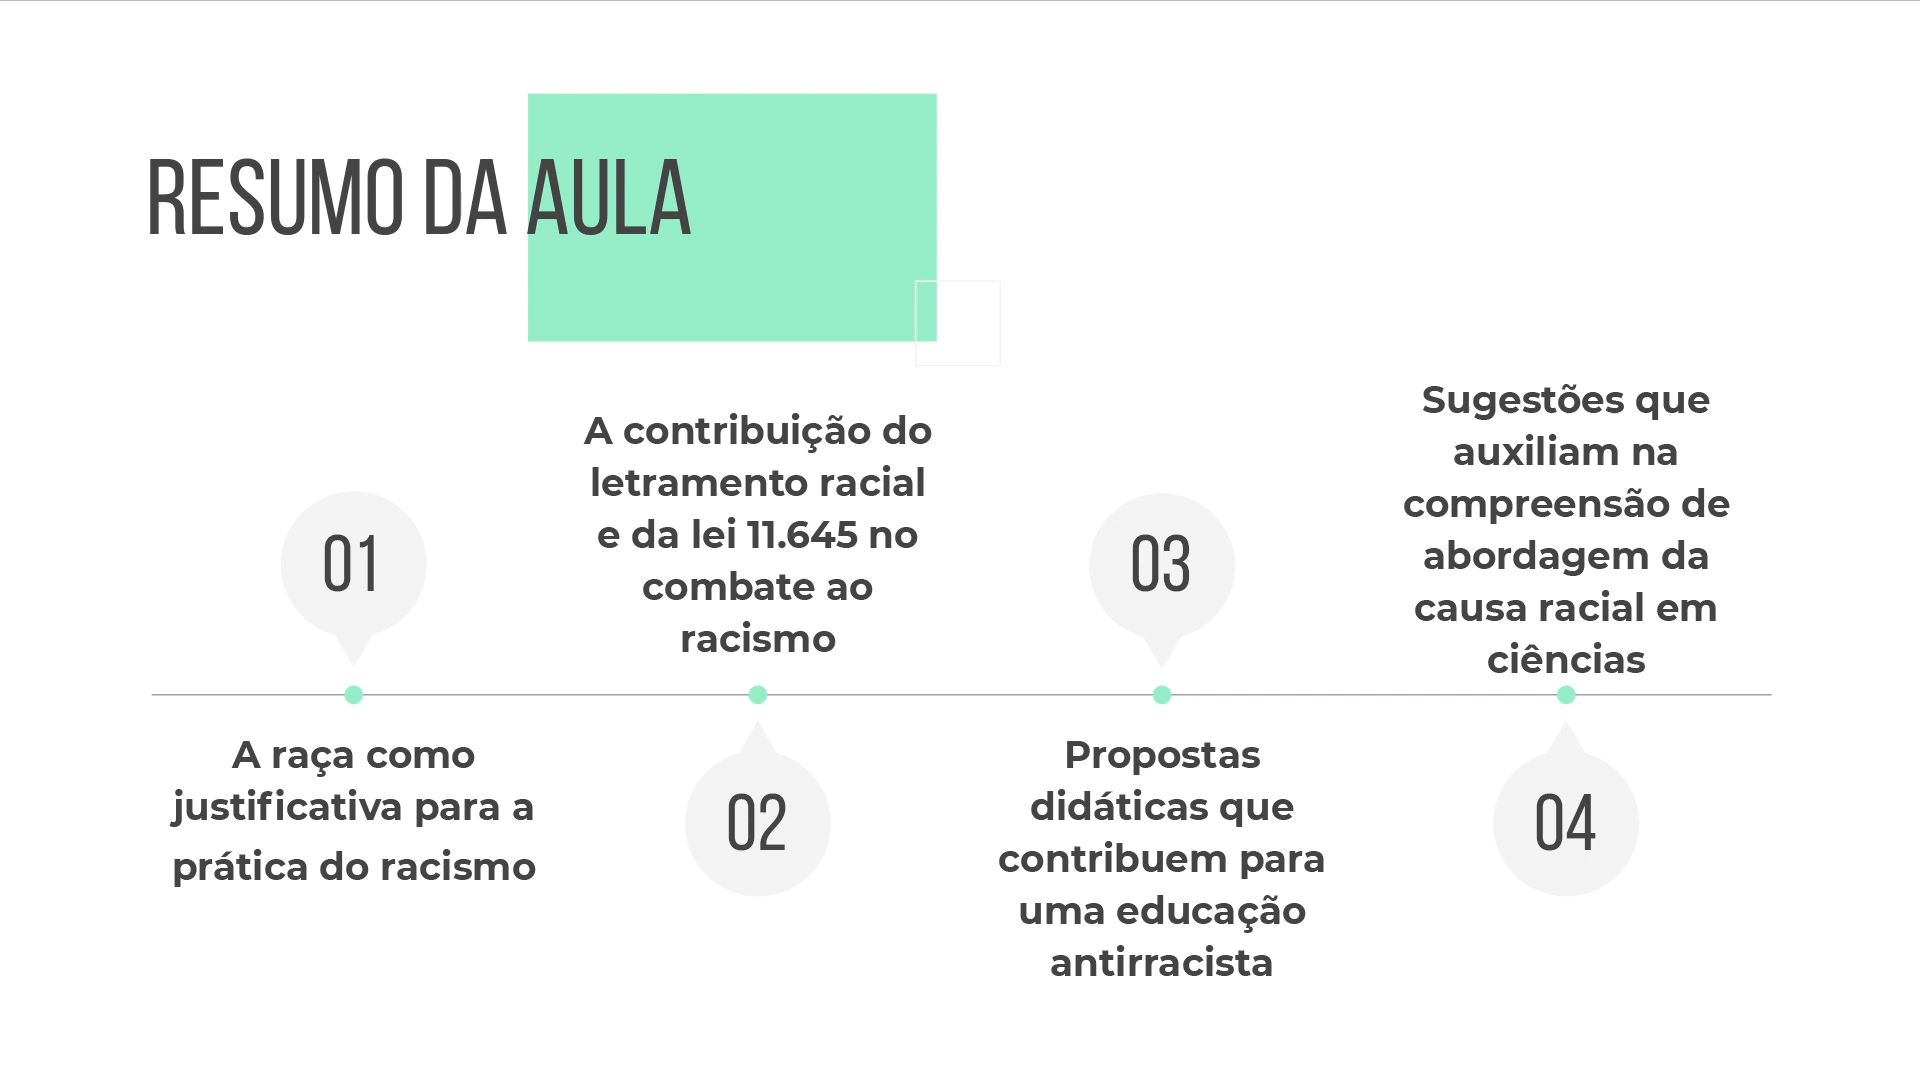 RESUMO DA AULA
01
A raça como
justificativa para a
prática do racismo
A contribuição do
letramento racial
e da lei 11.645 no
combate ao
racismo
02
03
Propostas
didáticas que
contribuem para
uma educação
antirracista
Sugestões que
auxiliam na
compreensão de
abordagem da
causa racial em
ciências
04